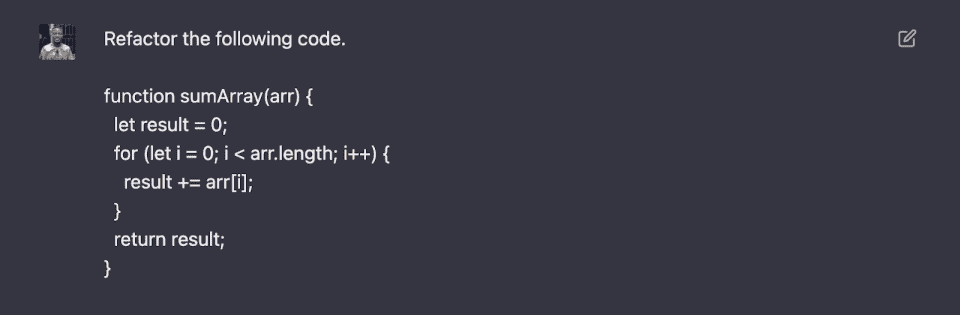 Refactor the following code.
function sumArray(arr) {
let result = 0;
for (let i = 0; i < arr.length; i++) {
result += arr[i];
}
return result;
}